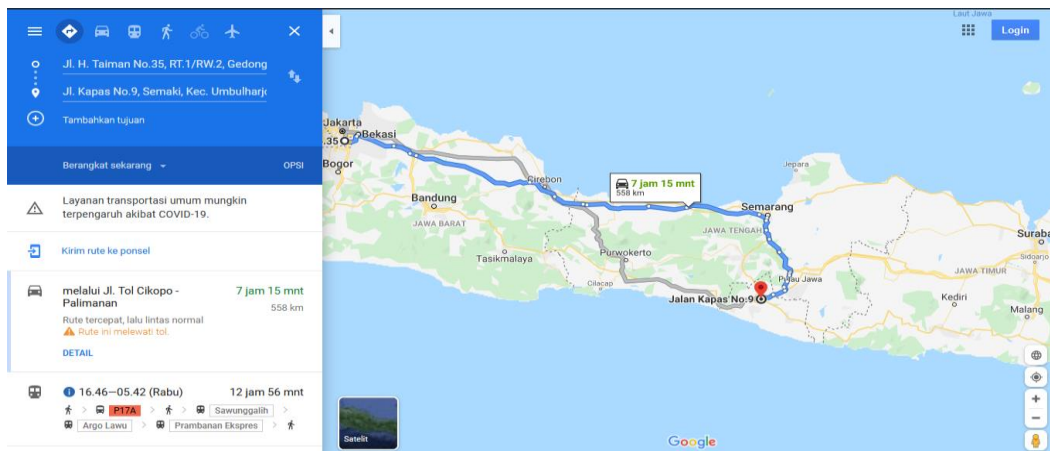 Jl. H. Taiman No.35, RT.1/RW.2, Gedong
Jl. Kapas No.9, Semaki, Kec. Umbulharjo
Tambahkan tujuan
Berangkat sekarang
OPSI
Layanan transportasi umum mungkin
terpengaruh akibat COVID-19.
Kirim rute ke ponsel
melalui Jl. Tol Cikopo - 7 jam 15 mnt
Palimanan 558 km
Rute tercepat, lalu lintas normal
Rute ini melewati tol.
DETAIL
16.46–05.42 (Rabu) 12 jam 56 mnt
P17A Sawunggalih
Argo Lawu Prambanan Ekspres
Laut Jawa
Login
Jakarta
Bekasi
.35
Bogor
Cirebon
Jepara
7 jam 15 mnt
558 km
Bandung
Semarang
JAWA BARAT
JAWA TENGAH
Suraba
Purwokerto
Sidoarjo
Tasikmalaya
JAWA TIMUR
Cilacap
Pulau Jawa
Jalan Kapas No.9
Kediri
Malang
Satelit
Google